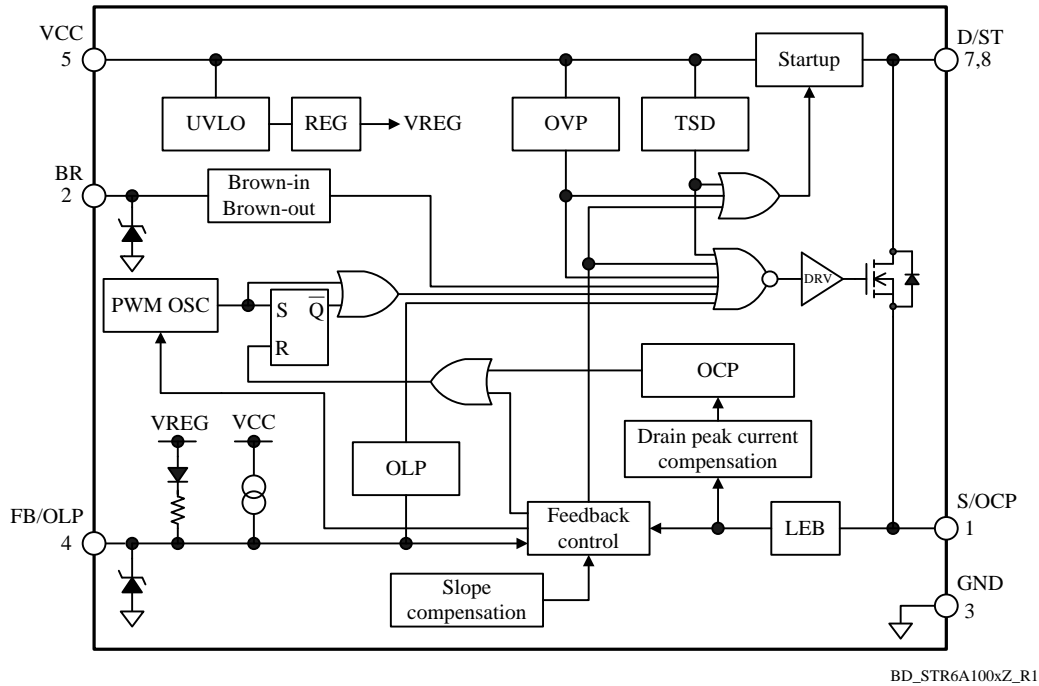 VCC
5
D/ST
7,8
Startup
UVLO
REG
VREG
OVP
TSD
BR
2
Brown-in
Brown-out
DRV
PWM OSC
S
Q̅
R
OCP
VREG
VCC
OLP
Drain peak current
compensation
FB/OLP
4
Feedback
control
LEB
S/OCP
1
Slope
compensation
GND
3
BD_STR6A100xZ_R1